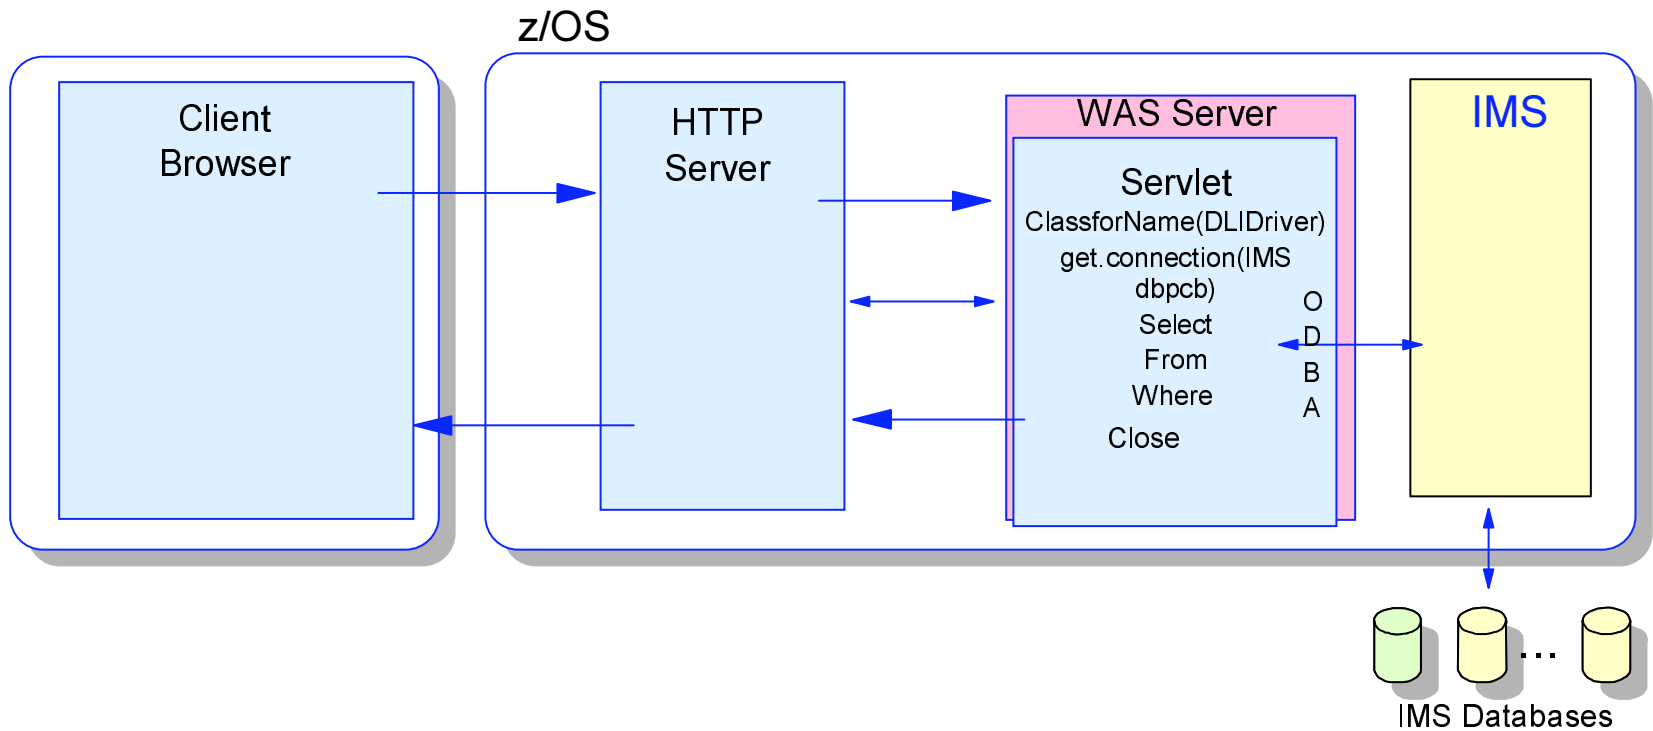 z/OS
Client
Browser
HTTP
Server
WAS Server
Servlet
ClassforName(DLIDriver)
get.connection(IMS
dbpcb)
Select
From
Where
Close
O
D
B
A
IMS
...
IMS Databases